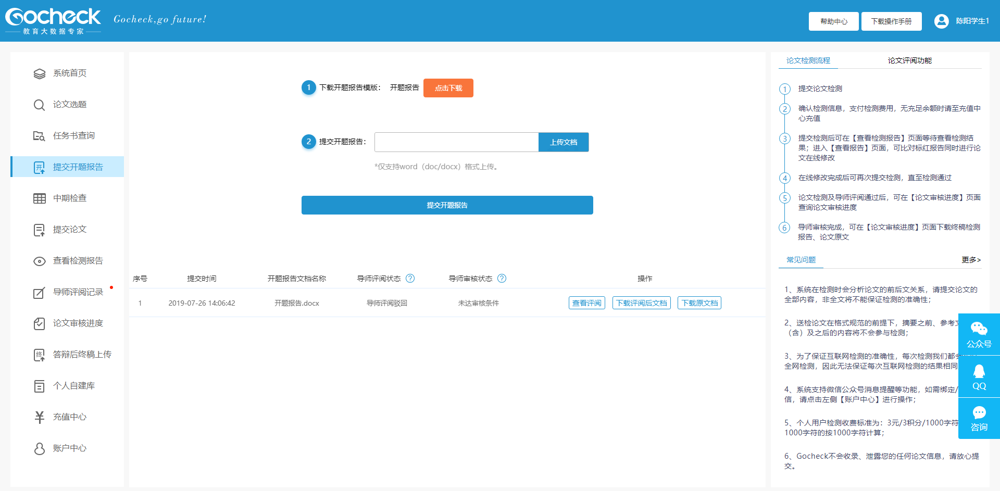 Gocheck
教育大数据专家
Gocheck,go future!
帮助中心
下载操作手册
陈阳学生1
系统首页
论文选题
任务书查询
开
提交开题报告
中期检查
提交论文
查看检测报告
导师评阅记录
论文审核进度
终
答辩后终稿上传
个人自建库
充值中心
账户中心
1 下载开题报告模版： 开题报告 点击下载
2 提交开题报告： 上传文档
*仅支持word（doc/docx）格式上传。
提交开题报告
序号 提交时间 开题报告文档名称 导师评阅状态 ? 导师审核状态 ? 操作
1 2019-07-26 14:06:42 开题报告.docx 导师评阅驳回 未达审核条件 查看评阅 下载评阅后文档 下载原文档
论文检测流程 论文评阅功能
1 提交论文检测
2 确认检测信息，支付检测费用，无充足余额时请至充值中
心充值
3 提交检测后可在【查看检测报告】页面等待查看检测结
果；进入【查看报告】页面，可比对标红报告同时进行论
文在线修改
4 在线修改完成后可再次提交检测，直至检测通过
5 论文检测及导师评阅通过后，可在【论文审核进度】页面
查询论文审核进度
6 导师审核完成，可在【论文审核进度】页面下载终稿检测
报告、论文原文
常见问题 更多>
1、系统在检测时会分析论文的前后文关系，请提交论文的
全部内容，非全文将不能保证检测的准确性；
2、送检论文在格式规范的前提下，摘要之前、参考
（含）及之后的内容将不会参与检测；
3、为了保证互联网检测的准确性，每次检测我们都
全网检测，因此无法保证每次互联网检测的结果相同
4、系统支持微信公众号消息提醒等功能，如需绑定/
信，请点击左侧【账户中心】进行操作；
5、个人用户检测收费标准为：3元/3积分/1000字符
1000字符的按1000字符计算；
6、Gocheck不会收录、泄露您的任何论文信息，请放心提
交。
公众号
QQ
咨询